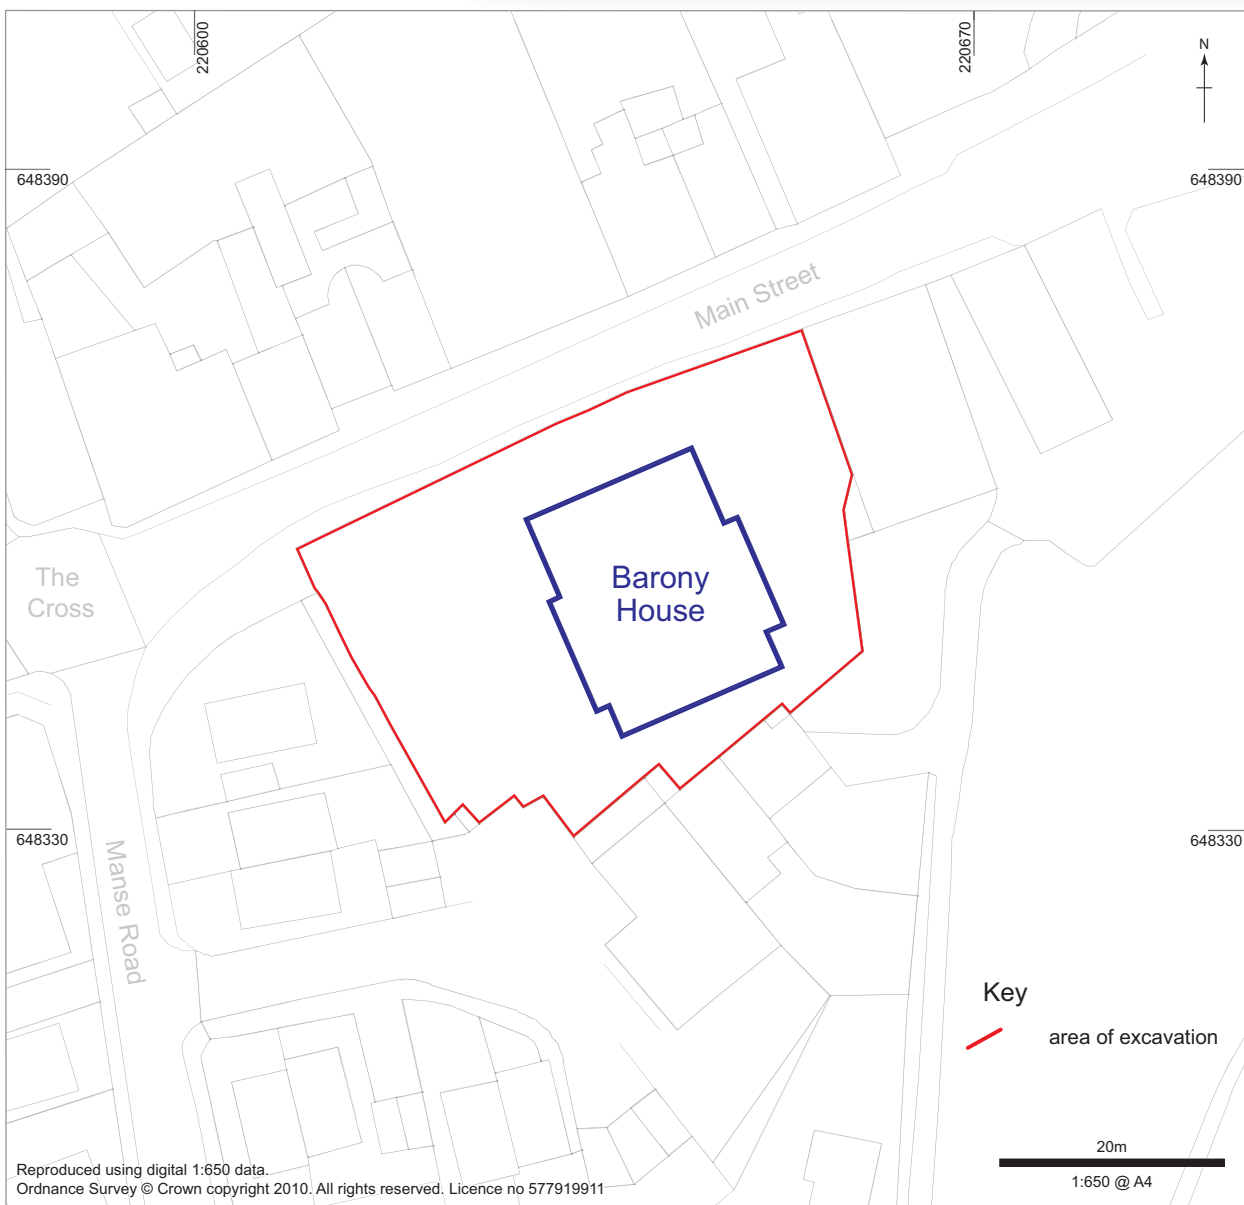 220600
220670
N
648390
648390
Main Street
The
Cross
Barony
House
648330
648330
Manse Road
Key
area of excavation
20m
1:650 @ A4
Reproduced using digital 1:650 data.
Ordnance Survey © Crown copyright 2010. All rights reserved. Licence no 577919911